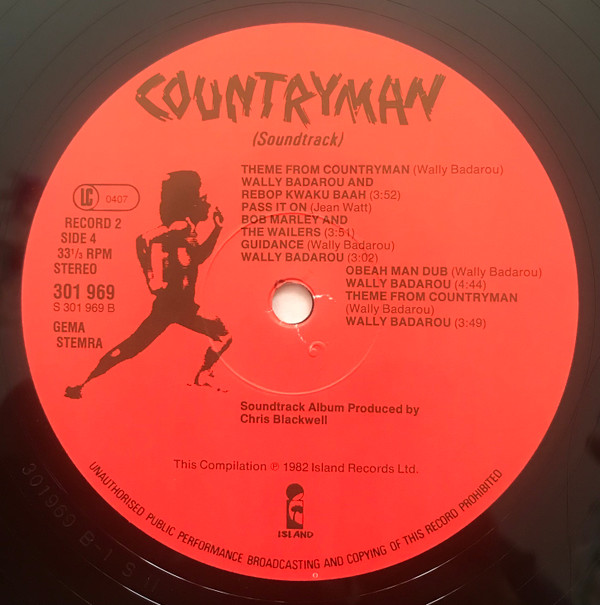 COUNTRYMAN
(Soundtrack)
THEME FROM COUNTRYMAN (Wally Badarou)
WALLY BADAROU AND
REBOP KWAKU BAAH (3:52)
PASS IT ON (Jean Watt)
BOB MARLEY AND
THE WAILERS (3:51)
GUIDANCE (Wally Badarou)
WALLY BADAROU (3:02)
OBEAH MAN DUB (Wally Badarou)
WALLY BADAROU (4:44)
THEME FROM COUNTRYMAN
(Wally Badarou)
WALLY BADAROU (3:49)
LC 0407
RECORD 2
SIDE 4
33 1/3 RPM
STEREO
301 969
S 301 969 B
GEMA
STEMRA
Soundtrack Album Produced by
Chris Blackwell
This Compilation ℗ 1982 Island Records Ltd.
ISLAND
UNAUTHORISED PUBLIC PERFORMANCE BROADCASTING AND COPYING OF THIS RECORD PROHIBITED